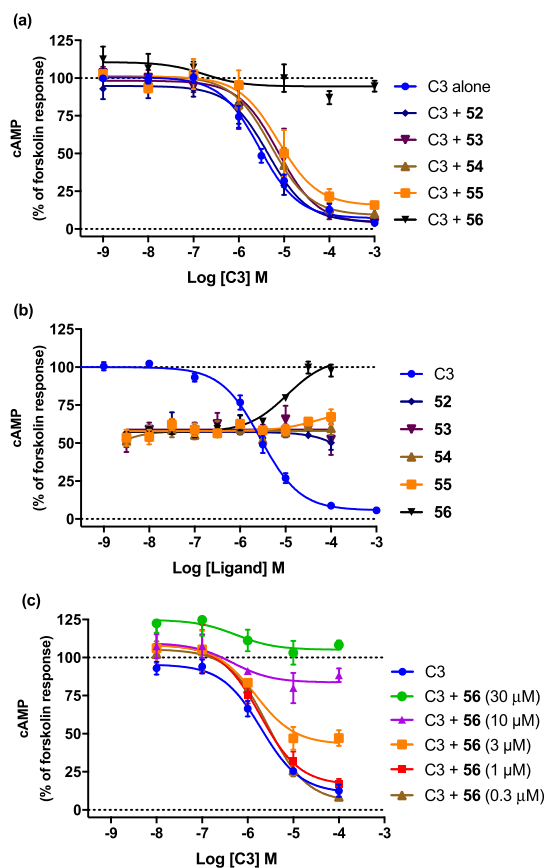 (a)
125
100
75
50
25
0
cAMP
(% of forskolin response)
-9 -8 -7 -6 -5 -4 -3
Log [C3] M
C3 alone
C3 + 52
C3 + 53
C3 + 54
C3 + 55
C3 + 56
(b)
125
100
75
50
25
0
cAMP
(% of forskolin response)
-9 -8 -7 -6 -5 -4 -3
Log [Ligand] M
C3
52
53
54
55
56
(c)
125
100
75
50
25
0
cAMP
(% of forskolin response)
-9 -8 -7 -6 -5 -4 -3
Log [C3] M
C3
C3 + 56 (30 μM)
C3 + 56 (10 μM)
C3 + 56 (3 μM)
C3 + 56 (1 μM)
C3 + 56 (0.3 μM)